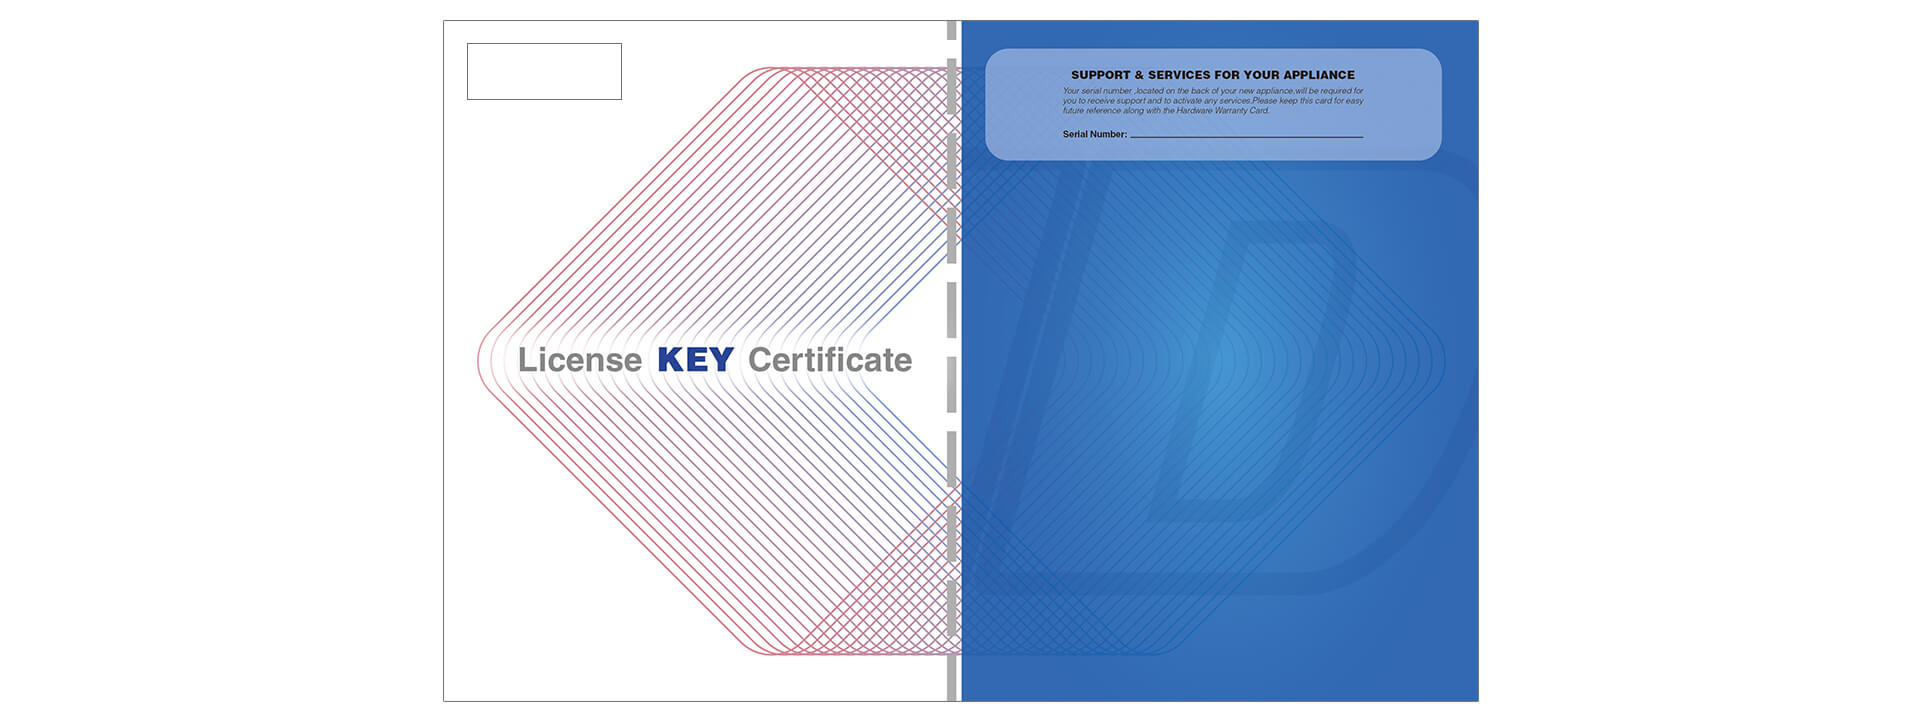 SUPPORT & SERVICES FOR YOUR APPLIANCE
Your serial number ,located on the back of your new appliance,will be required for
you to receive support and to activate any services.Please keep this card for easy
future reference along with the Hardware Warranty Card.
Serial Number:
License KEY Certificate